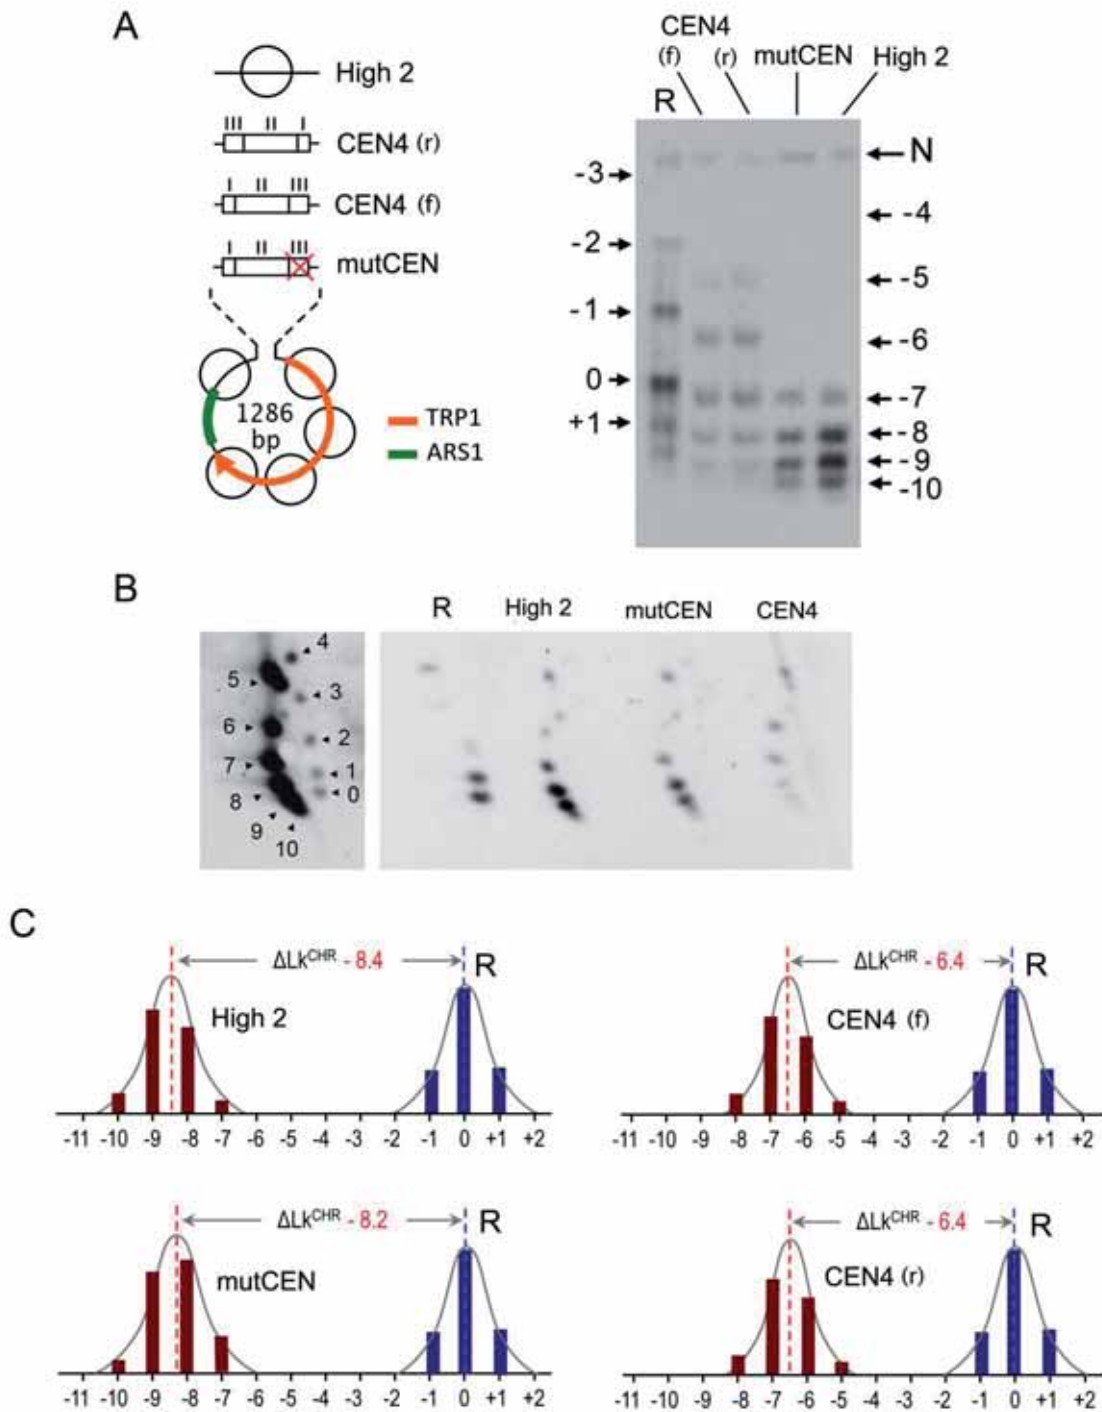 A
High 2
III II I
CEN4 (r)
I II III
CEN4 (f)
I II III
mutCEN
1286
bp
TRP1
ARS1
CEN4
(f) (r) mutCEN High 2
R
N
-3
-4
-2
-5
-1
-6
0
-7
+1
-8
-9
-10
B
R High 2 mutCEN CEN4
4
5
3
6
2
7
1
8
0
9
10
C
ΔLkCHR - 8.4 R
High 2
-11 -10 -9 -8 -7 -6 -5 -4 -3 -2 -1 0 +1 +2
ΔLkCHR - 6.4 R
CEN4 (f)
-11 -10 -9 -8 -7 -6 -5 -4 -3 -2 -1 0 +1 +2
ΔLkCHR - 8.2 R
mutCEN
-11 -10 -9 -8 -7 -6 -5 -4 -3 -2 -1 0 +1 +2
ΔLkCHR - 6.4 R
CEN4 (r)
-11 -10 -9 -8 -7 -6 -5 -4 -3 -2 -1 0 +1 +2